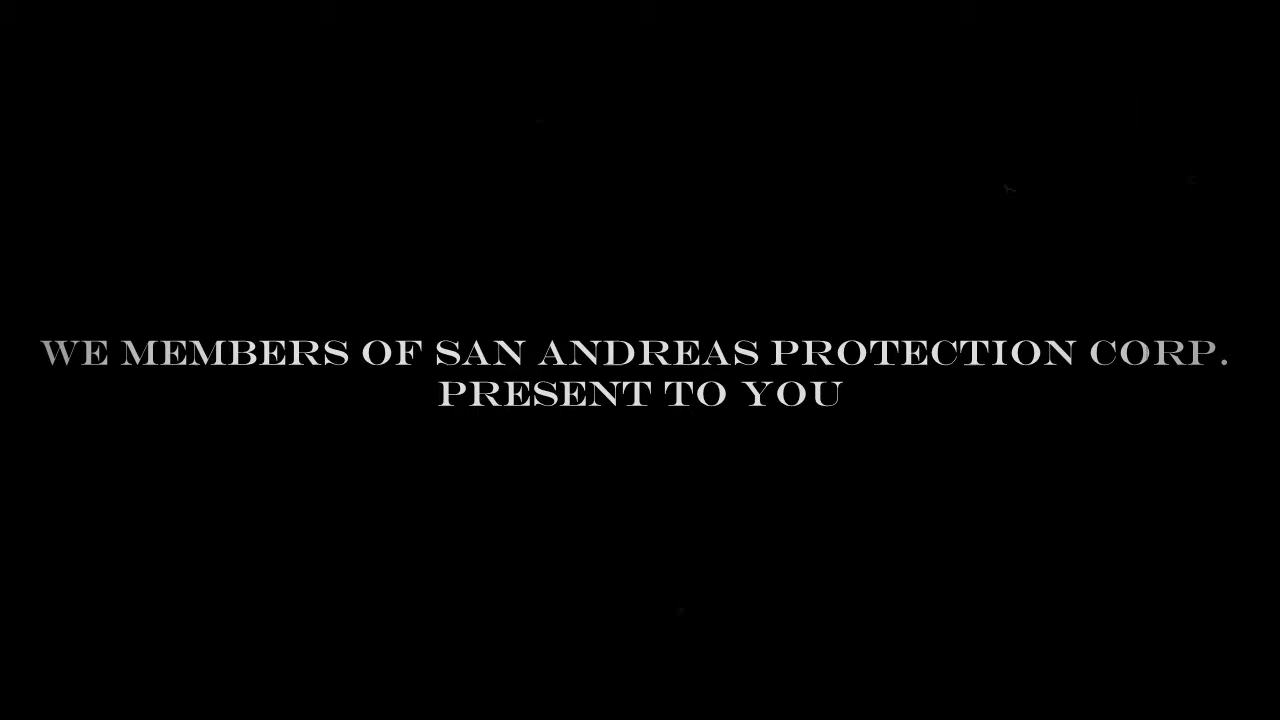 WE MEMBERS OF SAN ANDREAS PROTECTION CORP.
PRESENT TO YOU